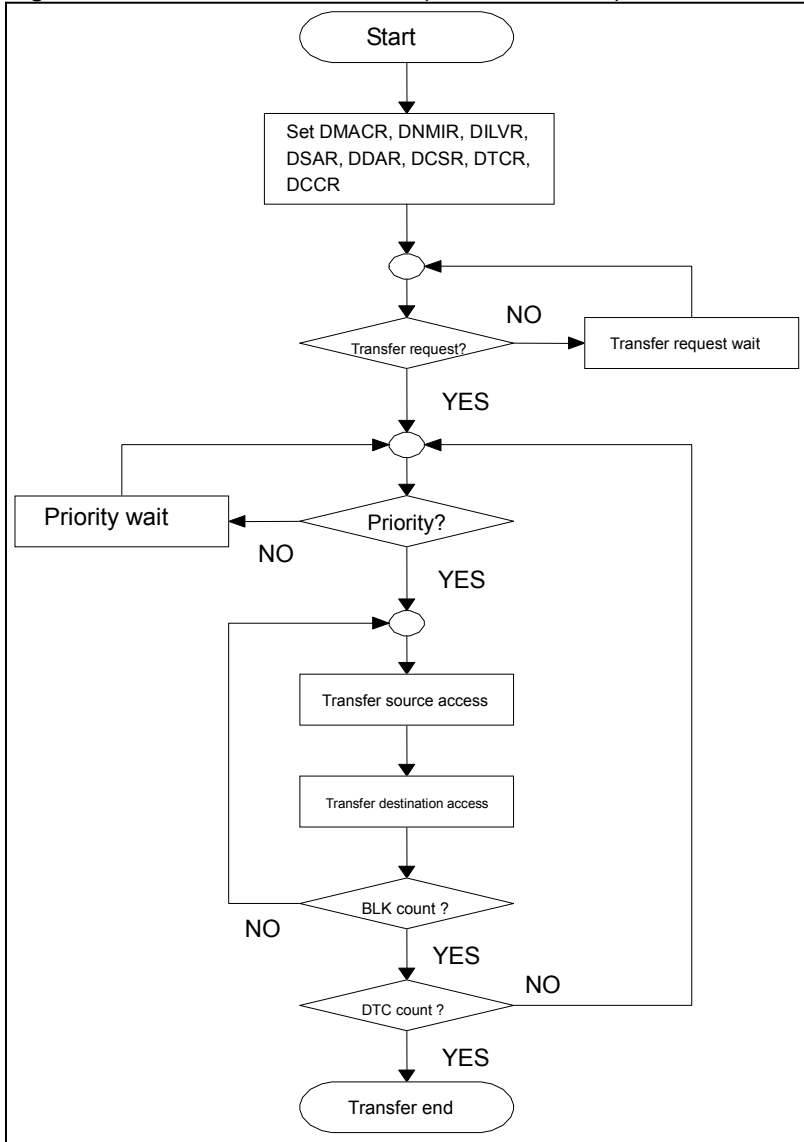 Start
Set DMACR, DNMIR, DILVR,
DSAR, DDAR, DCSR, DTCR,
DCCR
NO
Transfer request?
Transfer request wait
YES
Priority wait
Priority?
NO
YES
Transfer source access
Transfer destination access
BLK count ?
NO
YES
NO
DTC count ?
YES
Transfer end